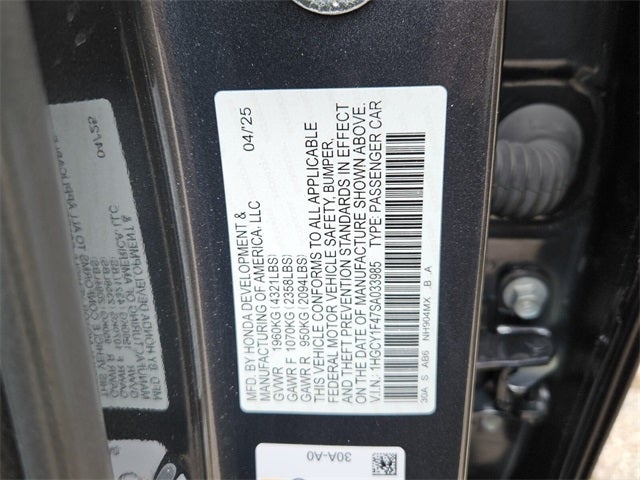 MFD. BY HONDA DEVELOPMENT & 04/'25
MANUFACTURING OF AMERICA, LLC
GVWR 1960KG(4321LBS)
GAWR F 1070KG(2358LBS)
GAWR R 950KG(2094LBS)
THIS VEHICLE CONFORMS TO ALL APPLICABLE
FEDERAL MOTOR VEHICLE SAFETY, BUMPER,
AND THEFT PREVENTION STANDARDS IN EFFECT
ON THE DATE OF MANUFACTURE SHOWN ABOVE.
V.I.N. 1HGCY1F47SA033985 TYPE: PASSENGER CAR
30A S AB6 NH904MX B A
30A-A0